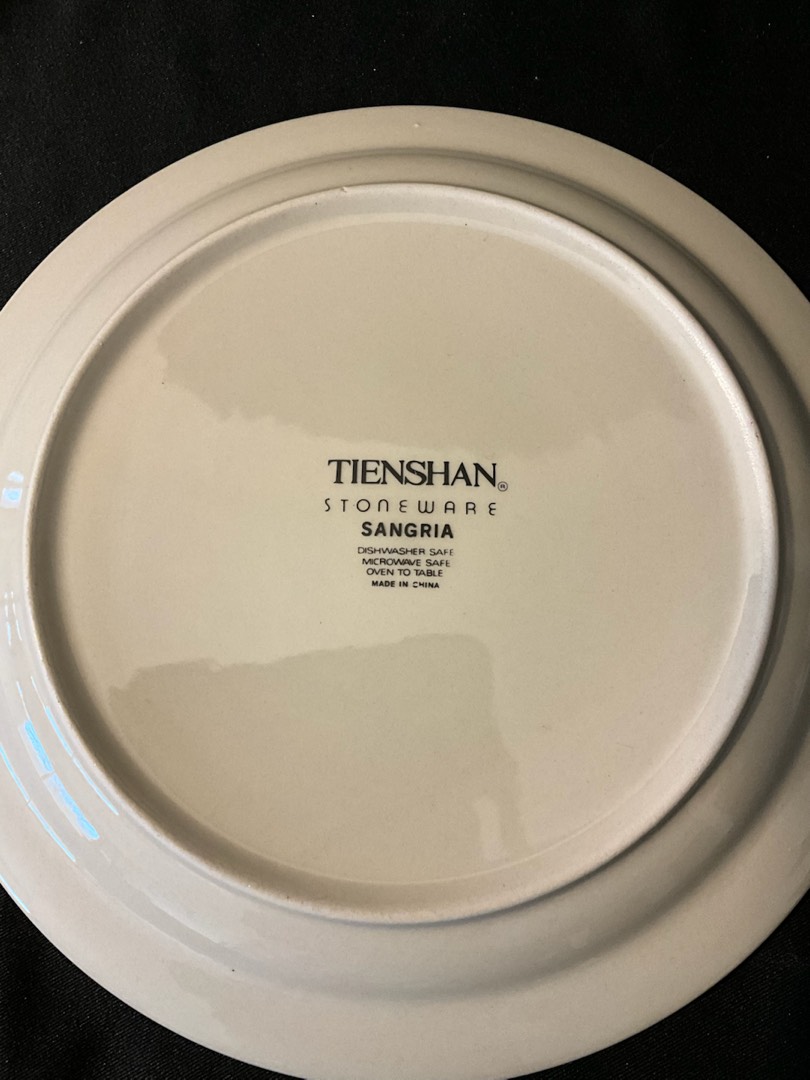 TIENSHAN®
STONEWARE
SANGRIA
DISHWASHER SAFE
MICROWAVE SAFE
OVEN TO TABLE
MADE IN CHINA